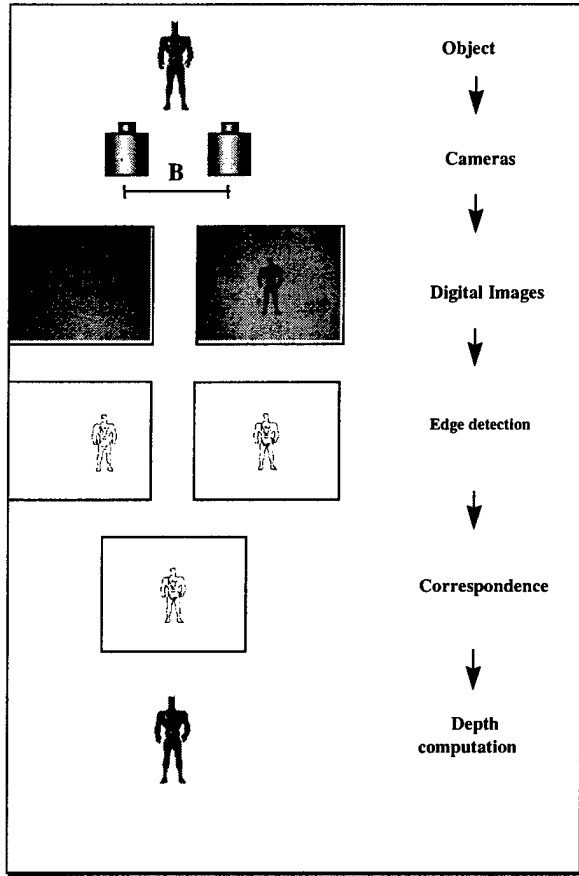 Object
Cameras
B
Digital Images
Edge detection
Correspondence
Depth
computation